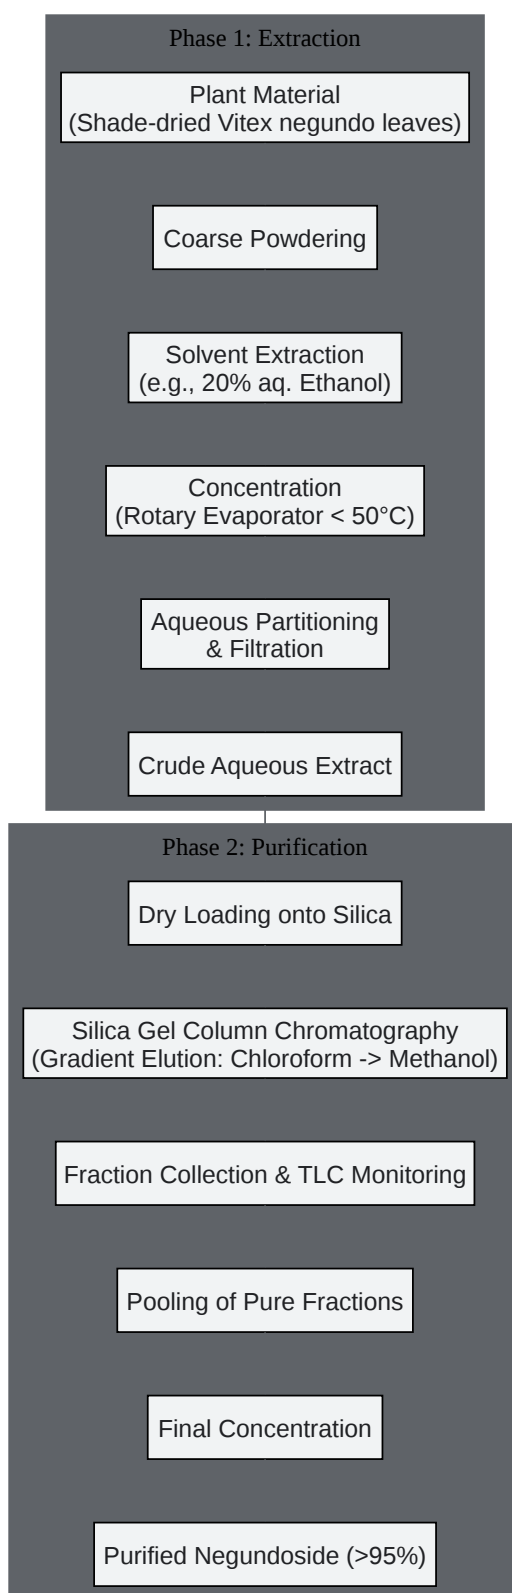 Phase 1: Extraction
Plant Material
(Shade-dried Vitex negundo leaves)
Coarse Powdering
Solvent Extraction
(e.g., 20% aq. Ethanol)
Concentration
(Rotary Evaporator < 50°C)
Aqueous Partitioning
& Filtration
Crude Aqueous Extract
Phase 2: Purification
Dry Loading onto Silica
Silica Gel Column Chromatography
(Gradient Elution: Chloroform -> Methanol)
Fraction Collection & TLC Monitoring
Pooling of Pure Fractions
Final Concentration
Purified Negundoside (>95%)